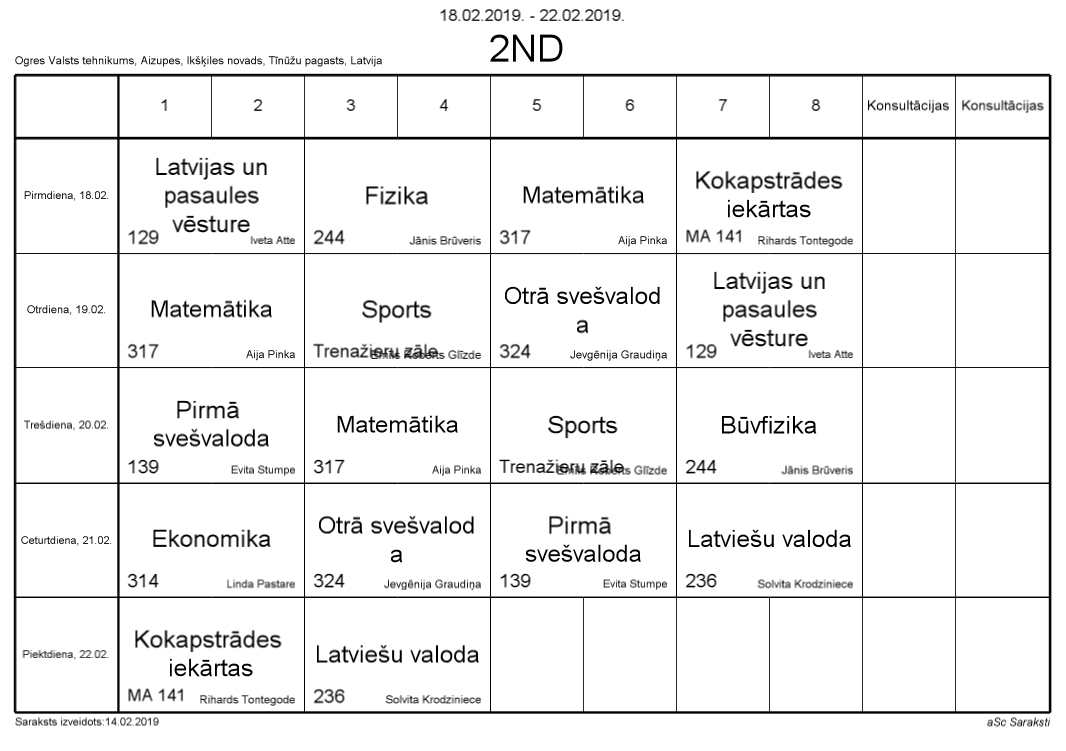 18.02.2019. - 22.02.2019.
2ND
Ogres Valsts tehnikums, Aizupes, Ikšķiles novads, Tīnūžu pagasts, Latvija
1 2 3 4 5 6 7 8 Konsultācijas Konsultācijas
Pirmdiena, 18.02.
Latvijas un
pasaules
vēsture
129 Iveta Atte
Fizika
244 Jānis Brūveris
Matemātika
317 Aija Pinka
Kokapstrādes
iekārtas
MA 141 Rihards Tontegode
Otrdiena, 19.02.
Matemātika
317 Aija Pinka
Sports
Trenažieru zāle Emīls Roberts Glīzde
Otrā svešvalod
a
324 Jevgēnija Graudiņa
Latvijas un
pasaules
vēsture
129 Iveta Atte
Trešdiena, 20.02.
Pirmā
svešvaloda
139 Evita Stumpe
Matemātika
317 Aija Pinka
Sports
Trenažieru zāle Emīls Roberts Glīzde
Būvfizika
244 Jānis Brūveris
Ceturtdiena, 21.02.
Ekonomika
314 Linda Pastare
Otrā svešvalod
a
324 Jevgēnija Graudiņa
Pirmā
svešvaloda
139 Evita Stumpe
Latviešu valoda
236 Solvita Krodziniece
Piektdiena, 22.02.
Kokapstrādes
iekārtas
MA 141 Rihards Tontegode
Latviešu valoda
236 Solvita Krodziniece
Saraksts izveidots:14.02.2019
aSc Saraksti